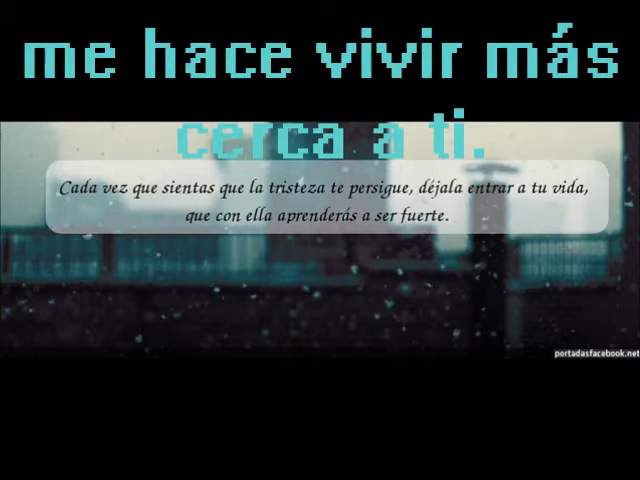 me hace vivir más
cerca a ti.
Cada vez que sientas que la tristeza te persigue, déjala entrar a tu vida,
que con ella aprenderás a ser fuerte.
portadasfacebook.net